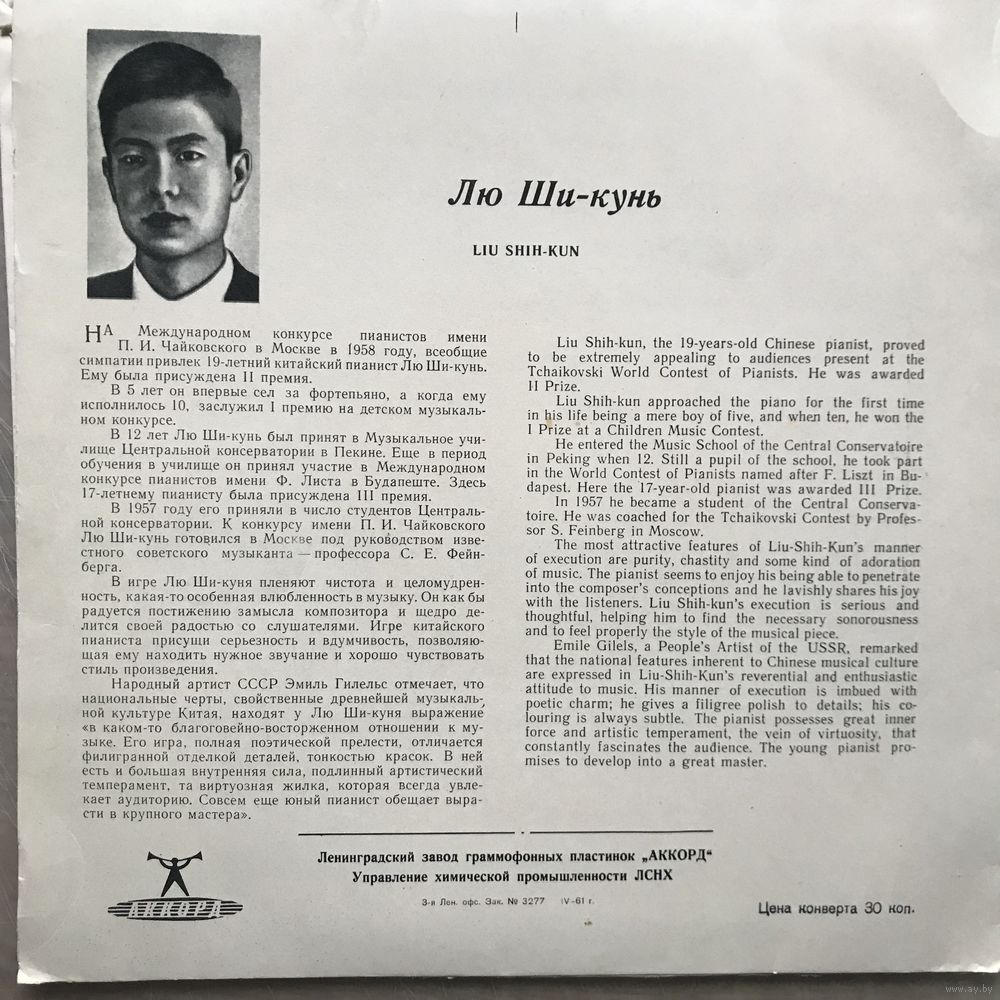 Лю Ши-кунь
LIU SHIH-KUN
НА Международном конкурсе пианистов имени
П. И. Чайковского в Москве в 1958 году, всеобщие
симпатии привлек 19-летний китайский пианист Лю Ши-кунь.
Ему была присуждена II премия.
В 5 лет он впервые сел за фортепьяно, а когда ему
исполнилось 10, заслужил I премию на детском музыкаль-
ном конкурсе.
В 12 лет Лю Ши-кунь был принят в Музыкальное учи-
лище Центральной консерватории в Пекине. Еще в период
обучения в училище он принял участие в Международном
конкурсе пианистов имени Ф. Листа в Будапеште. Здесь
17-летнему пианисту была присуждена III премия.
В 1957 году его приняли в число студентов Централь-
ной консерватории. К конкурсу имени П. И. Чайковского
Лю Ши-кунь готовился в Москве под руководством изве-
стного советского музыканта — профессора С. Е. Фейн-
берга.
В игре Лю Ши-куня пленяют чистота и целомудрен-
ность, какая-то особенная влюбленность в музыку. Он как бы
радуется постижению замысла композитора и щедро де-
лится своей радостью со слушателями. Игре китайского
пианиста присущи серьезность и вдумчивость, позволяю-
щая ему находить нужное звучание и хорошо чувствовать
стиль произведения.
Народный артист СССР Эмиль Гилельс отмечает, что
национальные черты, свойственные древнейшей музыкаль-
ной культуре Китая, находят у Лю Ши-куня выражение
«в каком-то благоговейно-восторженном отношении к му-
зыке. Его игра, полная поэтической прелести, отличается
филигранной отделкой деталей, тонкостью красок. В ней
есть и большая внутренняя сила, подлинный артистический
темперамент, та виртуозная жилка, которая всегда увле-
кает аудиторию. Совсем еще юный пианист обещает выра-
сти в крупного мастера».
Liu Shih-kun, the 19-years-old Chinese pianist, proved
to be extremely appealing to audiences present at the
Tchaikovski World Contest of Pianists. He was awarded
II Prize.
Liu Shih-kun approached the piano for the first time
in his life being a mere boy of five, and when ten, he won the
I Prize at a Children Music Contest.
He entered the Music School of the Central Conservatoire
in Peking when 12. Still a pupil of the school, he took part
in the World Contest of Pianists named after F. Liszt in Bu-
dapest. Here the 17-year-old pianist was awarded III Prize.
In 1957 he became a student of the Central Conserva-
toire. He was coached for the Tchaikovski Contest by Profes-
sor S. Feinberg in Moscow.
The most attractive features of Liu-Shih-Kun's manner
of execution are purity, chastity and some kind of adoration
of music. The pianist seems to enjoy his being able to penetrate
into the composer's conceptions and he lavishly shares his joy
with the listeners. Liu Shih-kun's execution is serious and
thoughtful, helping him to find the necessary sonorousness
and to feel properly the style of the musical piece.
Emile Gilels, a People's Artist of the USSR, remarked
that the national features inherent to Chinese musical culture
are expressed in Liu-Shih-Kun's reverential and enthusiastic
attitude to music. His manner of execution is imbued with
poetic charm; he gives a filigree polish to details; his co-
louring is always subtle. The pianist possesses great inner
force and artistic temperament, the vein of virtuosity, that
constantly fascinates the audience. The young pianist pro-
mises to develop into a great master.
АККОРД
Ленинградский завод граммофонных пластинок „АККОРД“
Управление химической промышленности ЛСНХ
3-я Лен. офс. Зак. № 3277 IV-61 г.
Цена конверта 30 коп.
www.ay.by